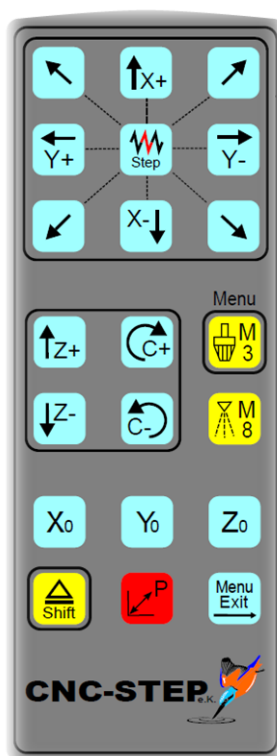 X+
Y+
Step
Y-
X-
Menu
Z+
C+
M
3
Z-
C-
M
8
X0
Y0
Z0
Shift
P
Menu
Exit
CNC-STEP
e.K.